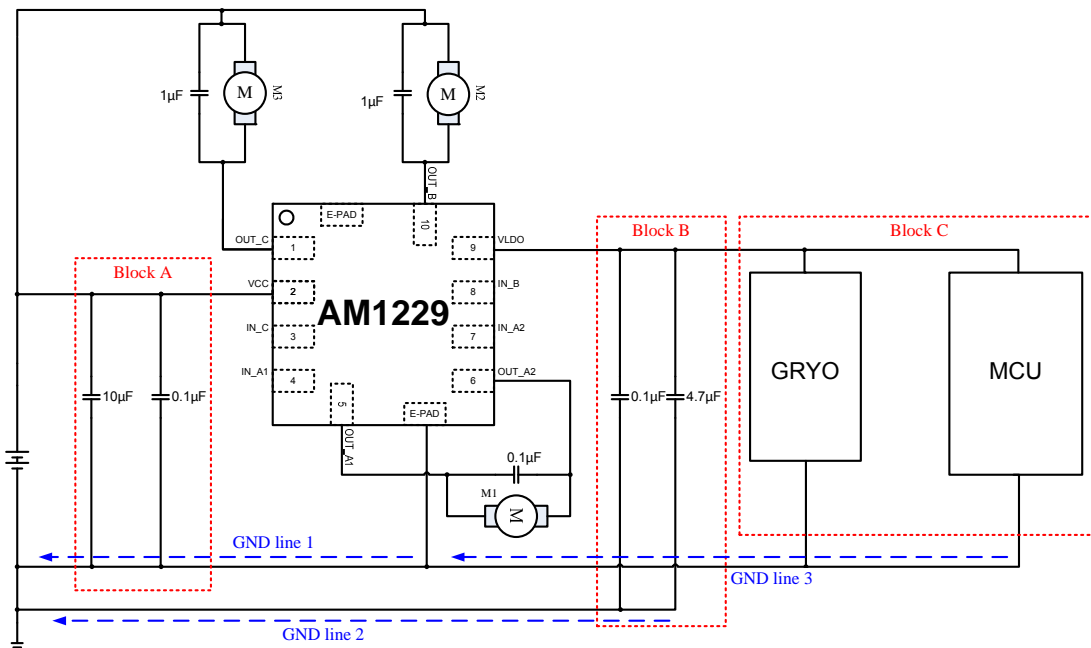 M
M3
1µF
M
M2
1µF
OUT_B
E-PAD
10
OUT_C
1
9
VLDO
Block A
VCC
2
8
IN_B
AM1229
IN_C
3
7
IN_A2
IN_A1
4
6
OUT_A2
5
E-PAD
OUT_A1
10µF
0.1µF
0.1µF
M1
M
Block B
0.1µF
4.7µF
Block C
GRYO
MCU
GND line 1
GND line 3
GND line 2